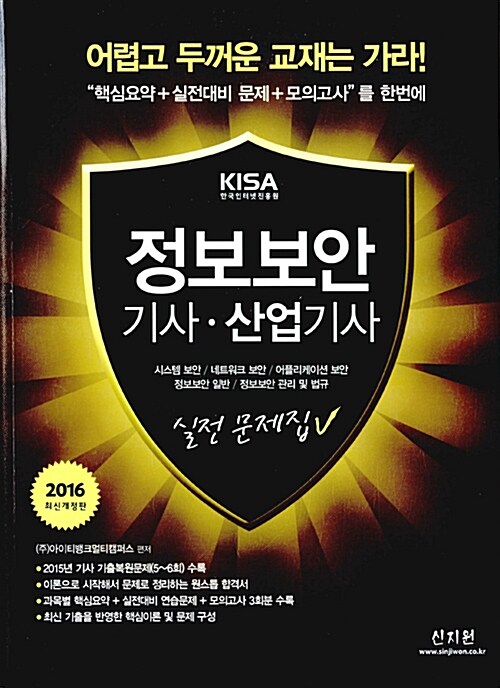 어렵고 두꺼운 교재는 가라!
“핵심요약+실전대비 문제+모의고사”를 한번에
KISA
한국인터넷진흥원
정보보안
기사·산업기사
시스템 보안 / 네트워크 보안 / 어플리케이션 보안
정보보안 일반 / 정보보안 관리 및 법규
실전 문제집
2016
최신개정판
(주)아이티뱅크멀티캠퍼스 편저
• 2015년 기사 기출복원문제(5~6회) 수록
• 이론으로 시작해서 문제로 정리하는 원스톱 합격서
• 과목별 핵심요약 + 실전대비 연습문제 + 모의고사 3회분 수록
• 최신 기출을 반영한 핵심이론 및 문제 구성
신지원
www.sinjiwon.co.kr